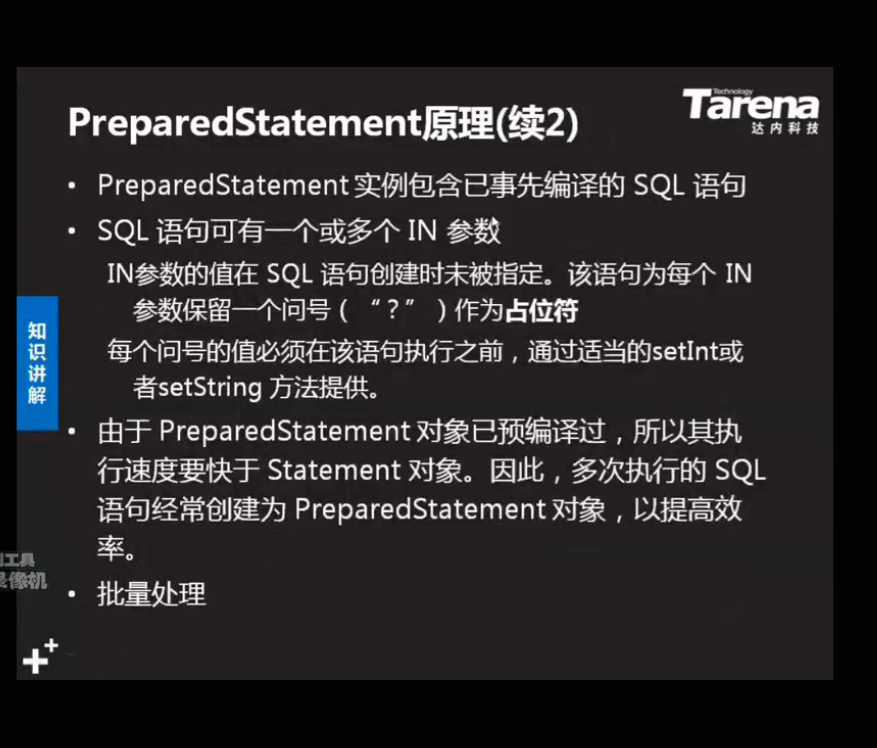 PreparedStatement原理(续2)
Technology
Tarena
达内科技
• PreparedStatement 实例包含已事先编译的 SQL 语句
• SQL 语句可有一个或多个 IN 参数
IN参数的值在 SQL 语句创建时未被指定。该语句为每个 IN
参数保留一个问号（“？”）作为占位符
每个问号的值必须在该语句执行之前，通过适当的setInt或
者setString 方法提供。
• 由于 PreparedStatement 对象已预编译过，所以其执
行速度要快于 Statement 对象。因此，多次执行的 SQL
语句经常创建为 PreparedStatement 对象，以提高效
率。
• 批量处理
知
识
讲
解
工具
像机